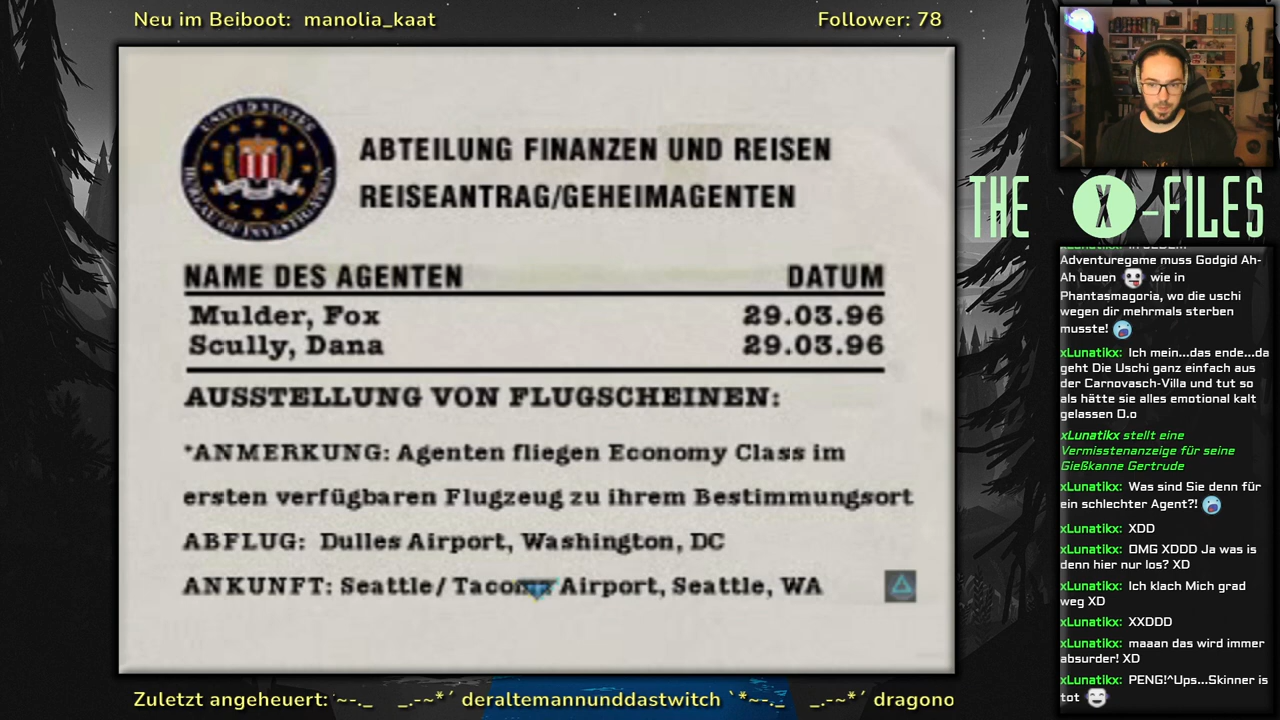 Neu im Beiboot: manolia_kaat
Follower: 78
UNITED STATES
BUREAU OF INVESTIGATION
ABTEILUNG FINANZEN UND REISEN
REISEANTRAG/GEHEIMAGENTEN
NAME DES AGENTEN DATUM
Mulder, Fox 29.03.96
Scully, Dana 29.03.96
AUSSTELLUNG VON FLUGSCHEINEN:
*ANMERKUNG: Agenten fliegen Economy Class im
ersten verfügbaren Flugzeug zu ihrem Bestimmungsort
ABFLUG: Dulles Airport, Washington, DC
ANKUNFT: Seattle/ Tacoma Airport, Seattle, WA
THE X-FILES
Adventuregame muss Godgid Ah-
Ah bauen wie in
Phantasmagoria, wo die uschi
wegen dir mehrmals sterben
musste!
xLunatikx: Ich mein...das ende...da
geht Die Uschi ganz einfach aus
der Carnovasch-Villa und tut so
als hätte sie alles emotional kalt
gelassen O.o
xLunatikx stellt eine
Vermisstenanzeige für seine
Gießkanne Gertrude
xLunatikx: Was sind Sie denn für
ein schlechter Agent?!
xLunatikx: XDD
xLunatikx: OMG XDDD Ja was is
denn hier nur los? XD
xLunatikx: Ich klach Mich grad
weg XD
xLunatikx: XXDDD
xLunatikx: maaan das wird immer
absurder! XD
xLunatikx: PENG!^Ups...Skinner is
tot
Zuletzt angeheuert: ~-._ _.-~*´ deraltemannunddastwitch `*~-._ _.-~*´ dragono